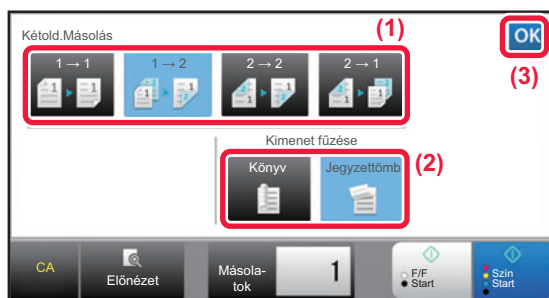 Kétold.Másolás
(1)
OK
1 → 1
1 → 2
2 → 2
2 → 1
(3)
Kimenet fűzése
Könyv
Jegyzettömb
(2)
CA
Előnézet
Másola-
tok
1
F/F
Start
Szín
Start